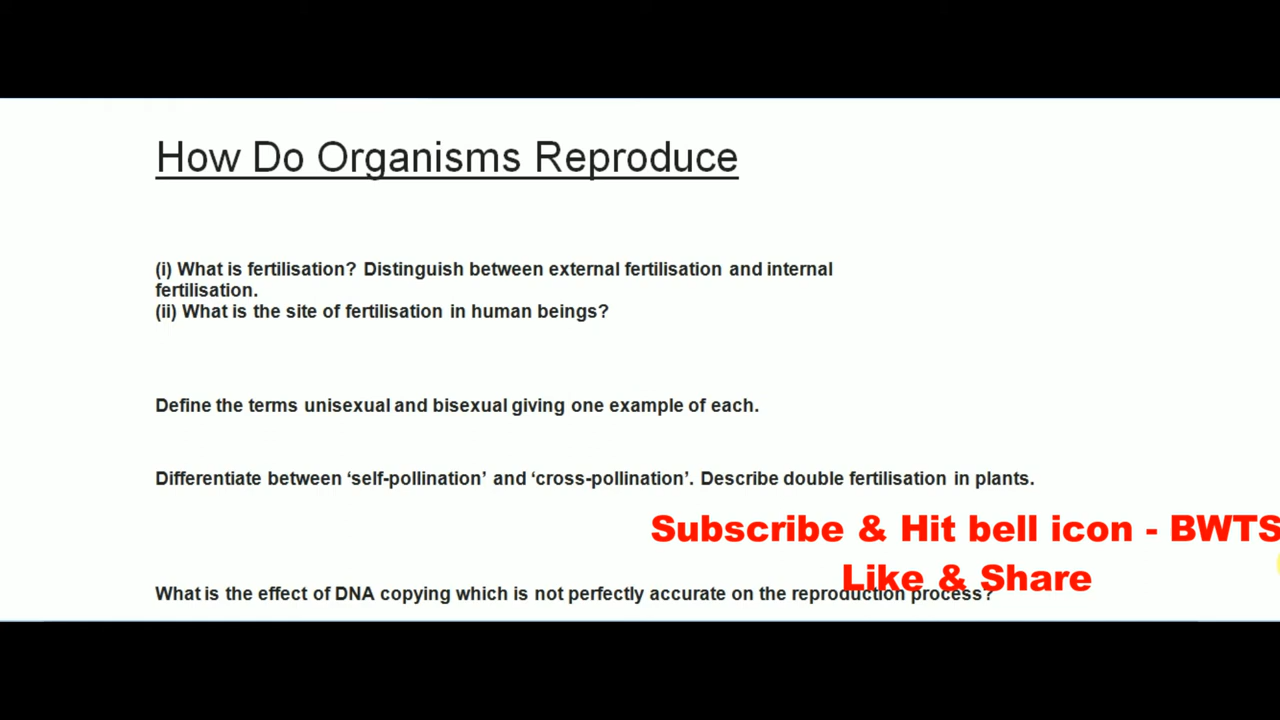 How Do Organisms Reproduce
(i) What is fertilisation? Distinguish between external fertilisation and internal
fertilisation.
(ii) What is the site of fertilisation in human beings?
Define the terms unisexual and bisexual giving one example of each.
Differentiate between ‘self-pollination’ and ‘cross-pollination’. Describe double fertilisation in plants.
Subscribe & Hit bell icon - BWTS
Like & Share
What is the effect of DNA copying which is not perfectly accurate on the reproduction process?